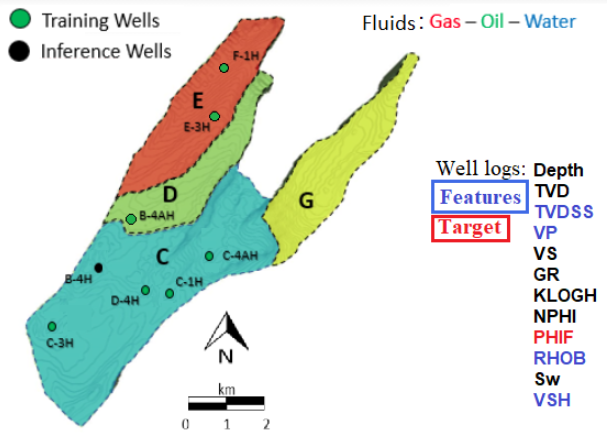 Training Wells
Inference Wells
Fluids: Gas – Oil – Water
F-1H
E
E-3H
D
B-4AH
G
C
C-4AH
B-4H
D-4H
C-1H
C-3H
N
km
0 1 2
Well logs:
Features
Target
Depth
TVD
TVDSS
VP
VS
GR
KLOGH
NPHI
PHIF
RHOB
Sw
VSH